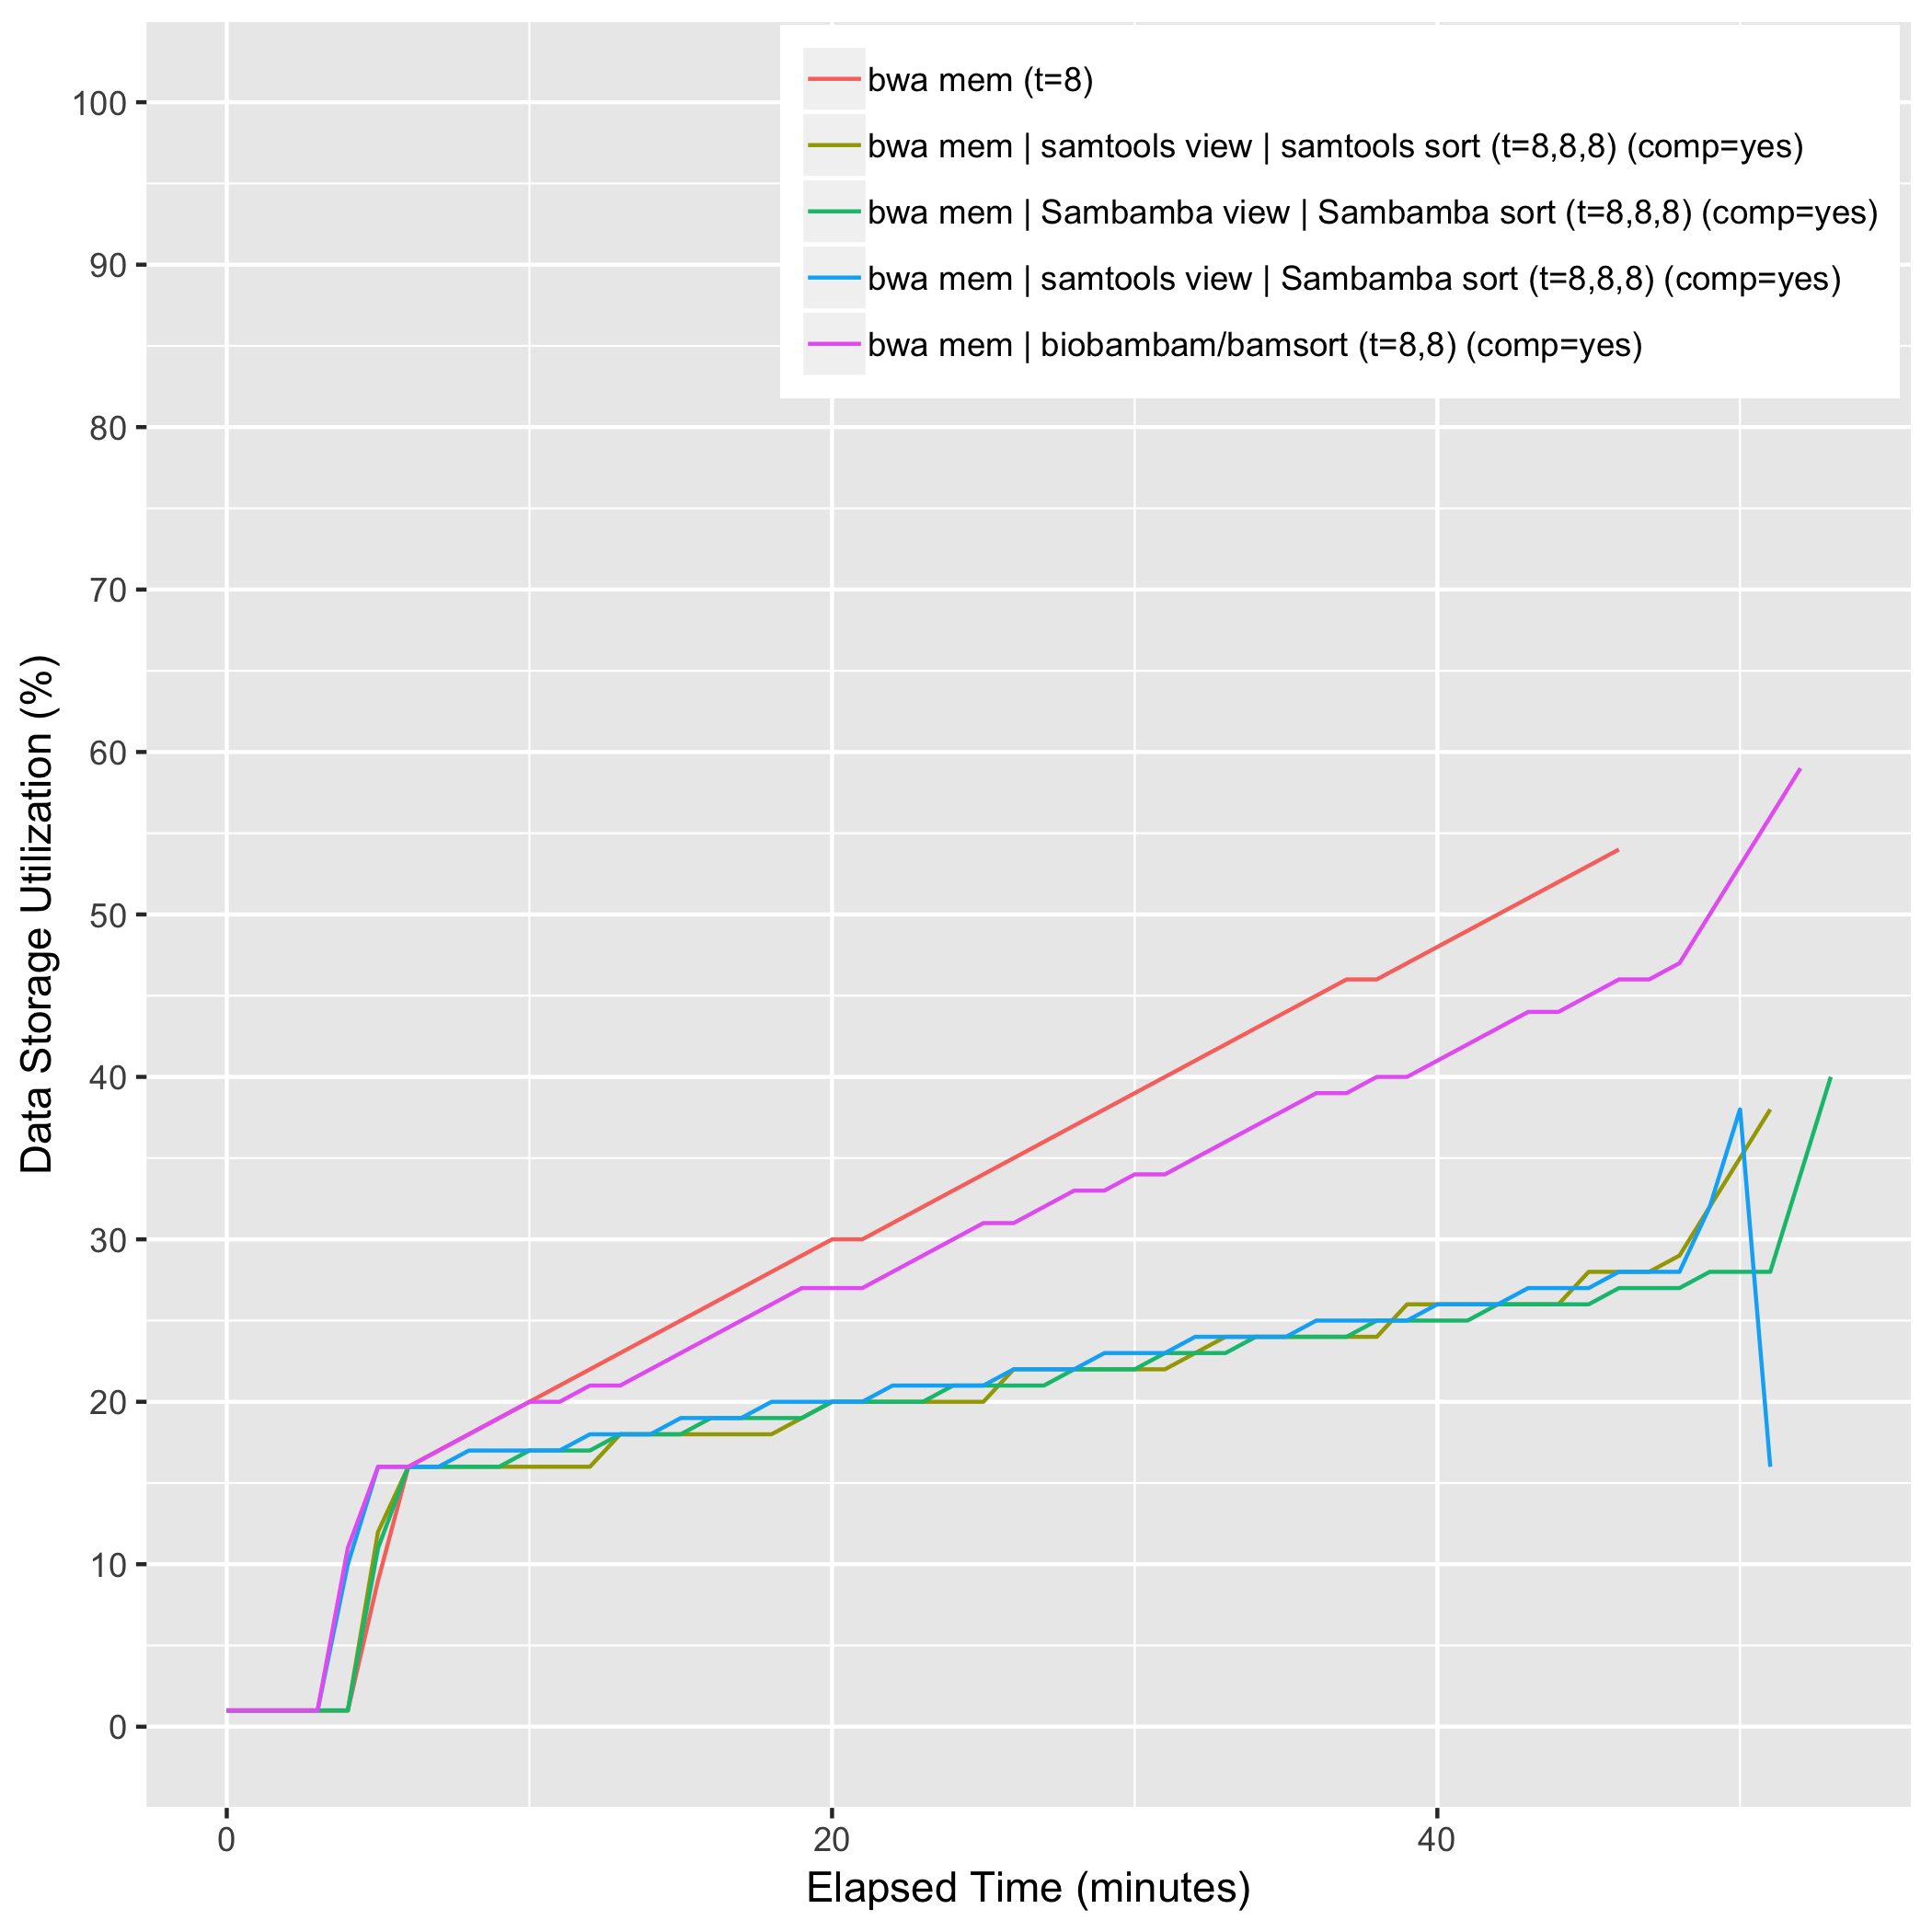 bwa mem (t=8)
bwa mem | samtools view | samtools sort (t=8,8,8) (comp=yes)
bwa mem | Sambamba view | Sambamba sort (t=8,8,8) (comp=yes)
bwa mem | samtools view | Sambamba sort (t=8,8,8) (comp=yes)
bwa mem | biobambam/bamsort (t=8,8) (comp=yes)
Data Storage Utilization (%)
100
90
80
70
60
50
40
30
20
10
0
0 20 40
Elapsed Time (minutes)